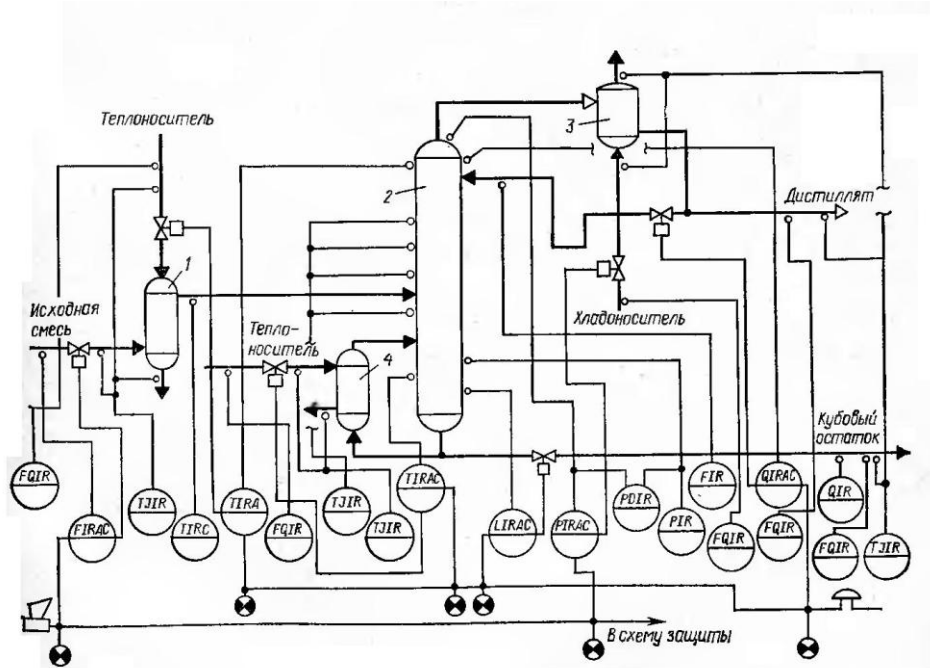 Теплоноситель
3
2
Дистиллят
1
Исходная
смесь
Тепло-
носитель
Хладоноситель
4
Кубовый
остаток
FQIR
FIRAC
TJIR
TIRC
TIRA
FQIR
TJIR
TJIR
TIRAC
LIRAC
PIRAC
PDIR
PIR
FIR
FQIR
QIRAC
FQIR
QIR
FQIR
TJIR
В схему защиты